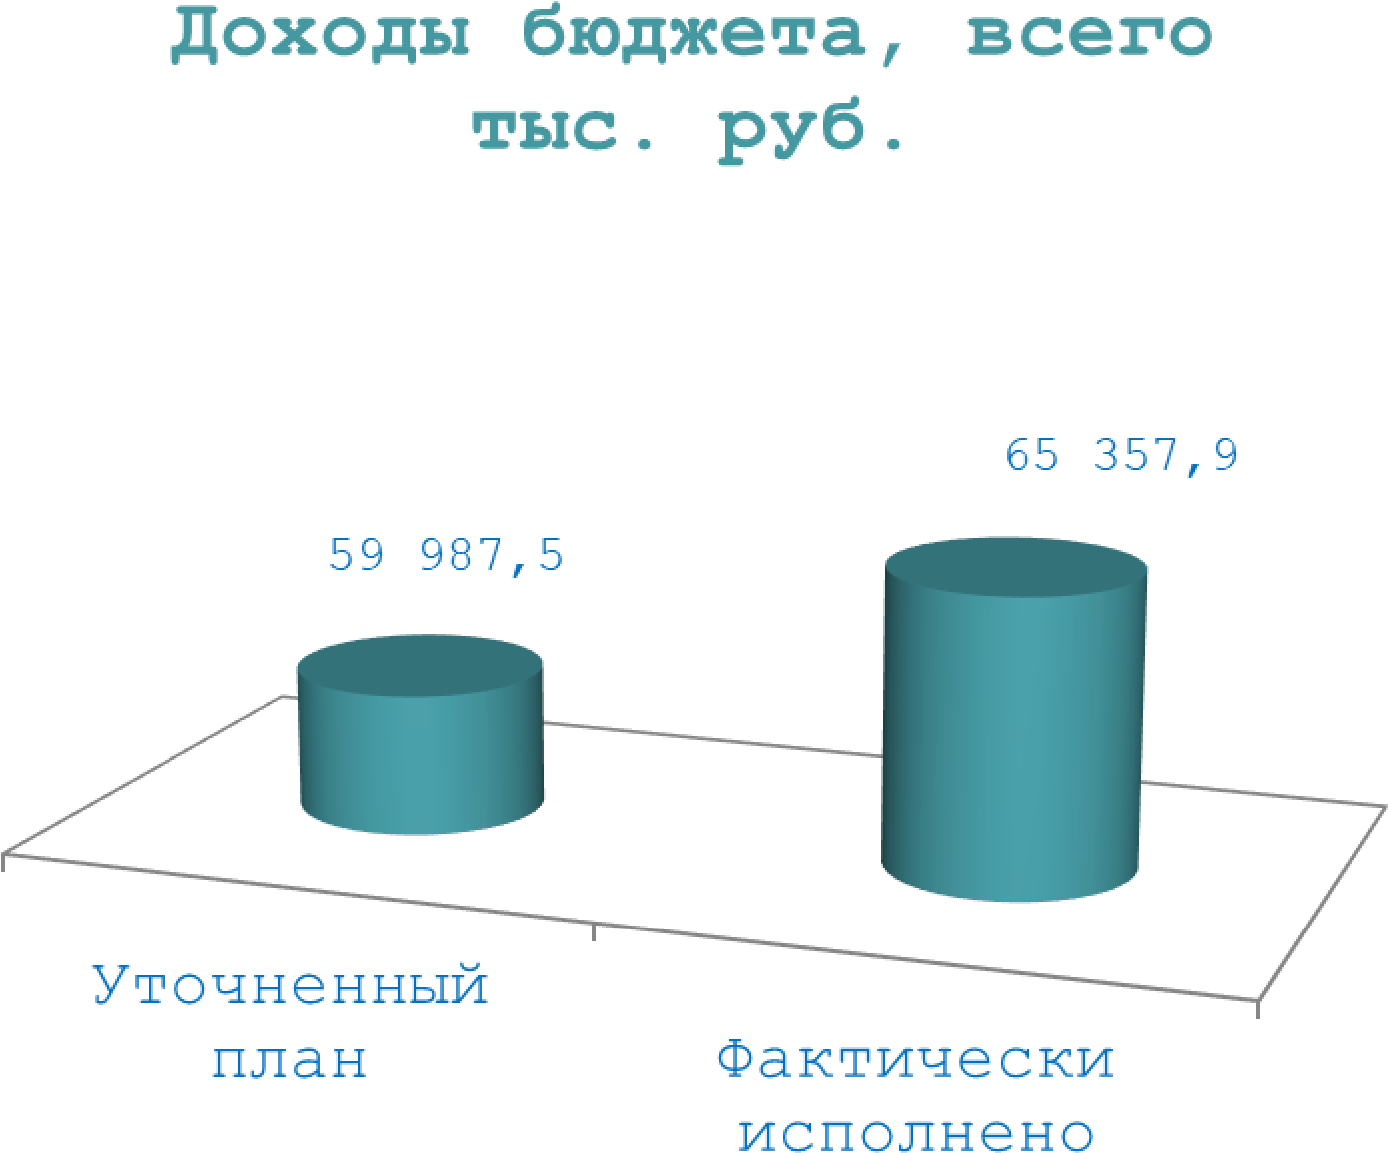 Доходы бюджета, всего
тыс. руб.
65 357,9
59 987,5
Уточненный
план
Фактически
исполнено